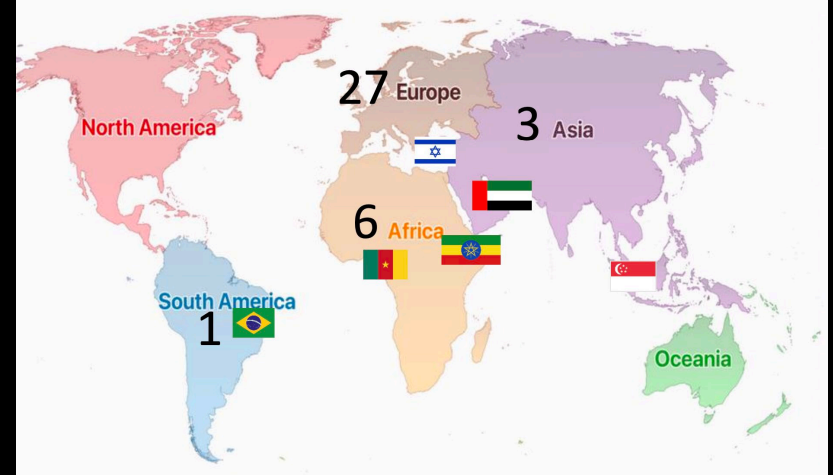 27 Europe
North America
3 Asia
6 Africa
South America
1
Oceania